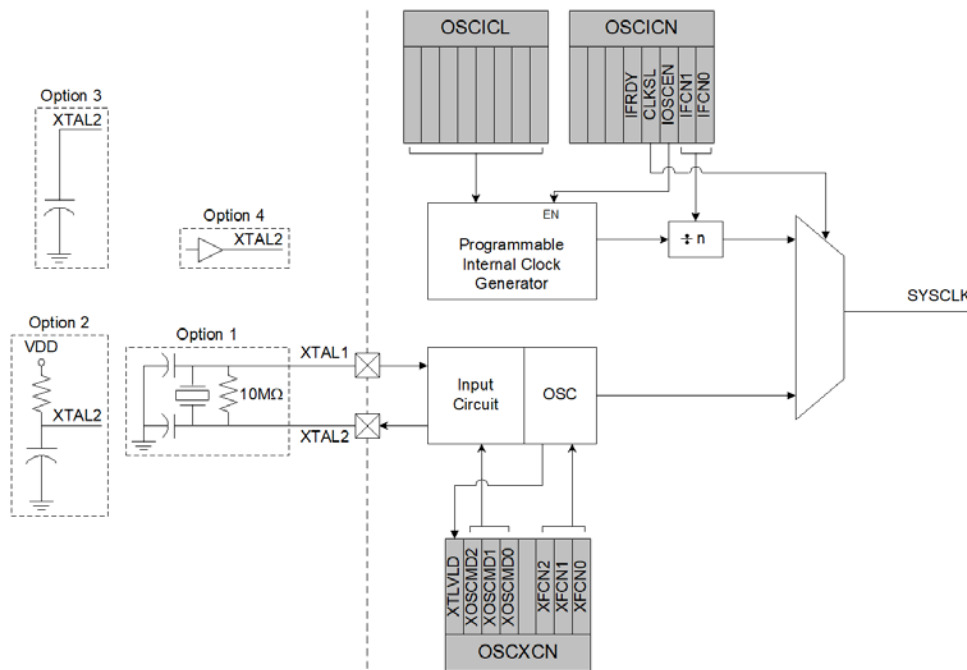 OSCICL
OSCICN
IFRDY
CLKSL
IOSCEN
IFCN1
IFCN0
Option 3
XTAL2
Option 4
XTAL2
EN
Programmable
Internal Clock
Generator
÷ n
SYSCLK
Option 2
VDD
XTAL2
Option 1
10MΩ
XTAL1
XTAL2
Input
Circuit
OSC
XTLVLD
XOSCMD2
XOSCMD1
XOSCMD0
XFCN2
XFCN1
XFCN0
OSCXCN